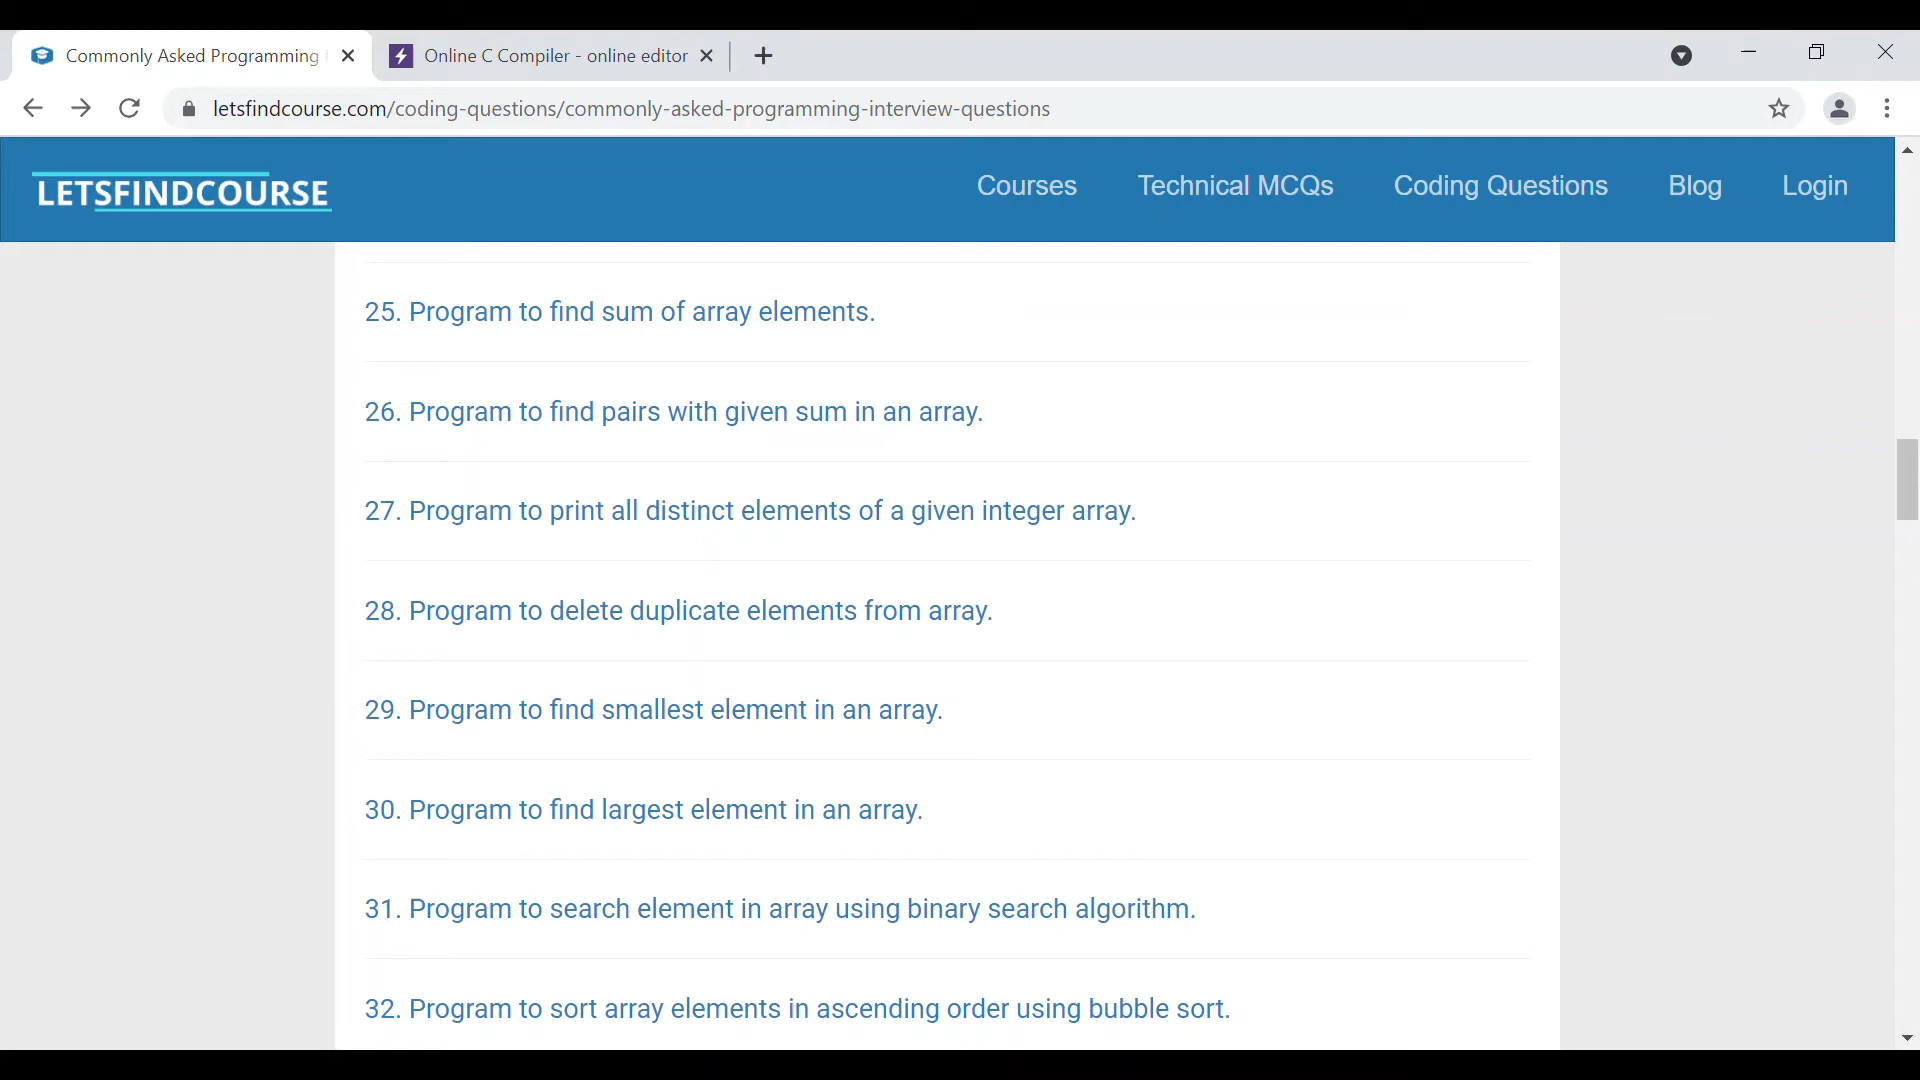 Commonly Asked Programming
Online C Compiler - online editor
letsfindcourse.com/coding-questions/commonly-asked-programming-interview-questions
LETSFINDCOURSE
Courses
Technical MCQs
Coding Questions
Blog
Login
25. Program to find sum of array elements.
26. Program to find pairs with given sum in an array.
27. Program to print all distinct elements of a given integer array.
28. Program to delete duplicate elements from array.
29. Program to find smallest element in an array.
30. Program to find largest element in an array.
31. Program to search element in array using binary search algorithm.
32. Program to sort array elements in ascending order using bubble sort.